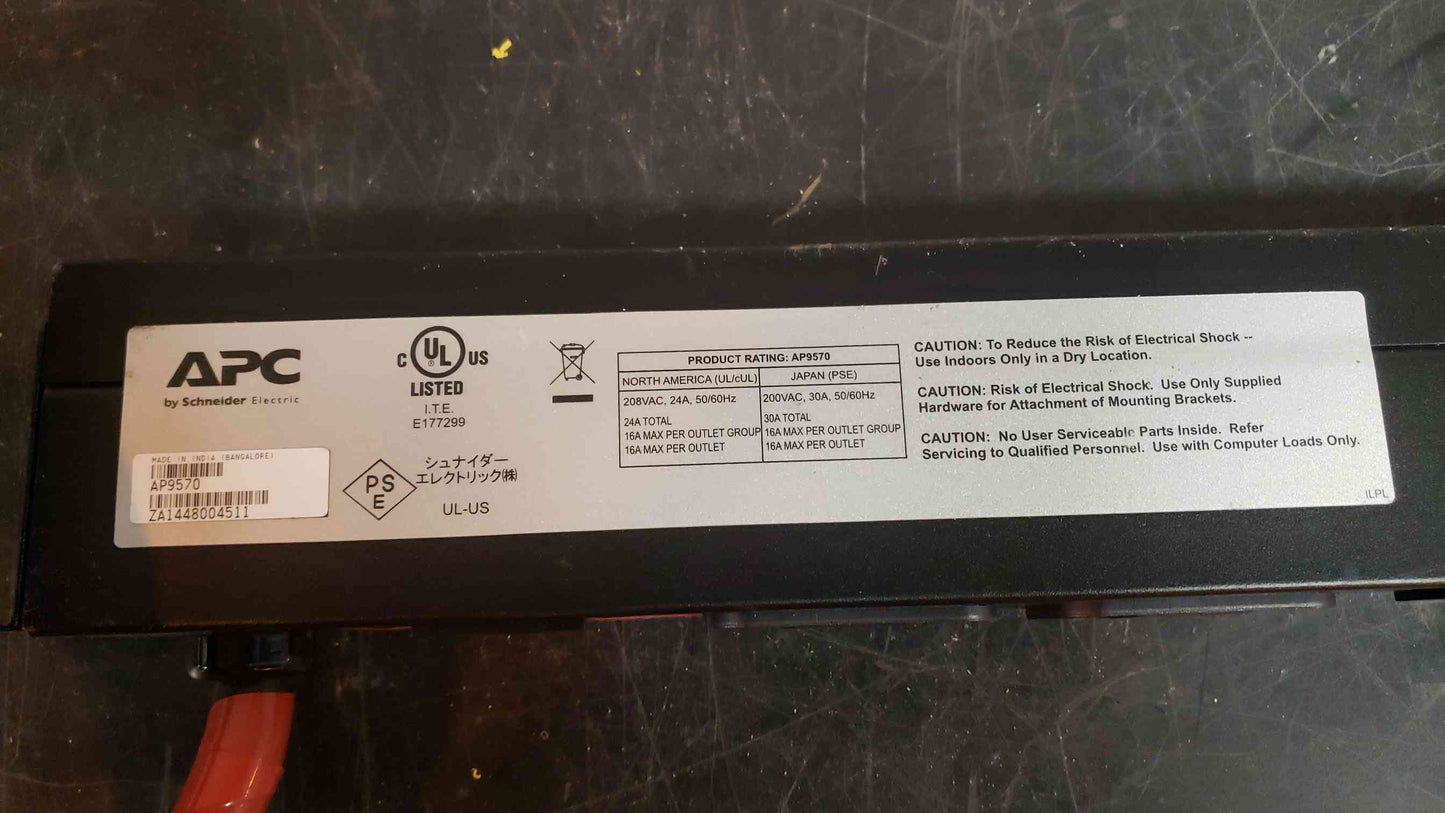 APC
by Schneider Electric
MADE IN INDIA (BANGALORE)
AP9570
ZA1448004511
C UL ® US
LISTED
I.T.E.
E177299
PS
E
シュナイダー
エレクトリック㈱
UL-US
PRODUCT RATING: AP9570
NORTH AMERICA (UL/cUL)
208VAC, 24A, 50/60Hz
24A TOTAL
16A MAX PER OUTLET GROUP
16A MAX PER OUTLET
JAPAN (PSE)
200VAC, 30A, 50/60Hz
30A TOTAL
16A MAX PER OUTLET GROUP
16A MAX PER OUTLET
CAUTION: To Reduce the Risk of Electrical Shock --
Use Indoors Only in a Dry Location.
CAUTION: Risk of Electrical Shock. Use Only Supplied
Hardware for Attachment of Mounting Brackets.
CAUTION: No User Serviceable Parts Inside. Refer
Servicing to Qualified Personnel. Use with Computer Loads Only.
ILPL